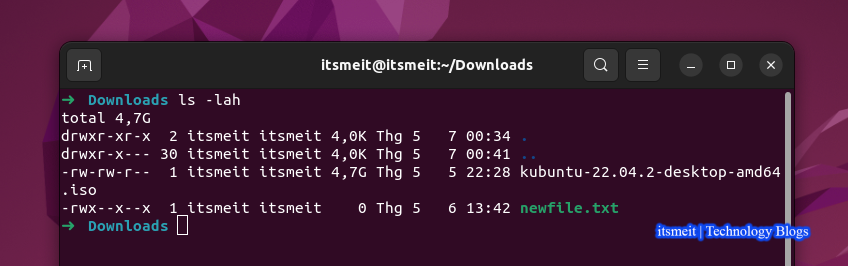 itsmeit@itsmeit:~/Downloads
➜ Downloads ls -lah
total 4,7G
drwxr-xr-x  2 itsmeit itsmeit 4,0K Thg 5   7 00:34 .
drwxr-x--- 30 itsmeit itsmeit 4,0K Thg 5   7 00:41 ..
-rw-rw-r--  1 itsmeit itsmeit 4,7G Thg 5   5 22:28 kubuntu-22.04.2-desktop-amd64
.iso
-rwx--x--x  1 itsmeit itsmeit    0 Thg 5   6 13:42 newfile.txt
➜ Downloads
itsmeit | Technology Blogs